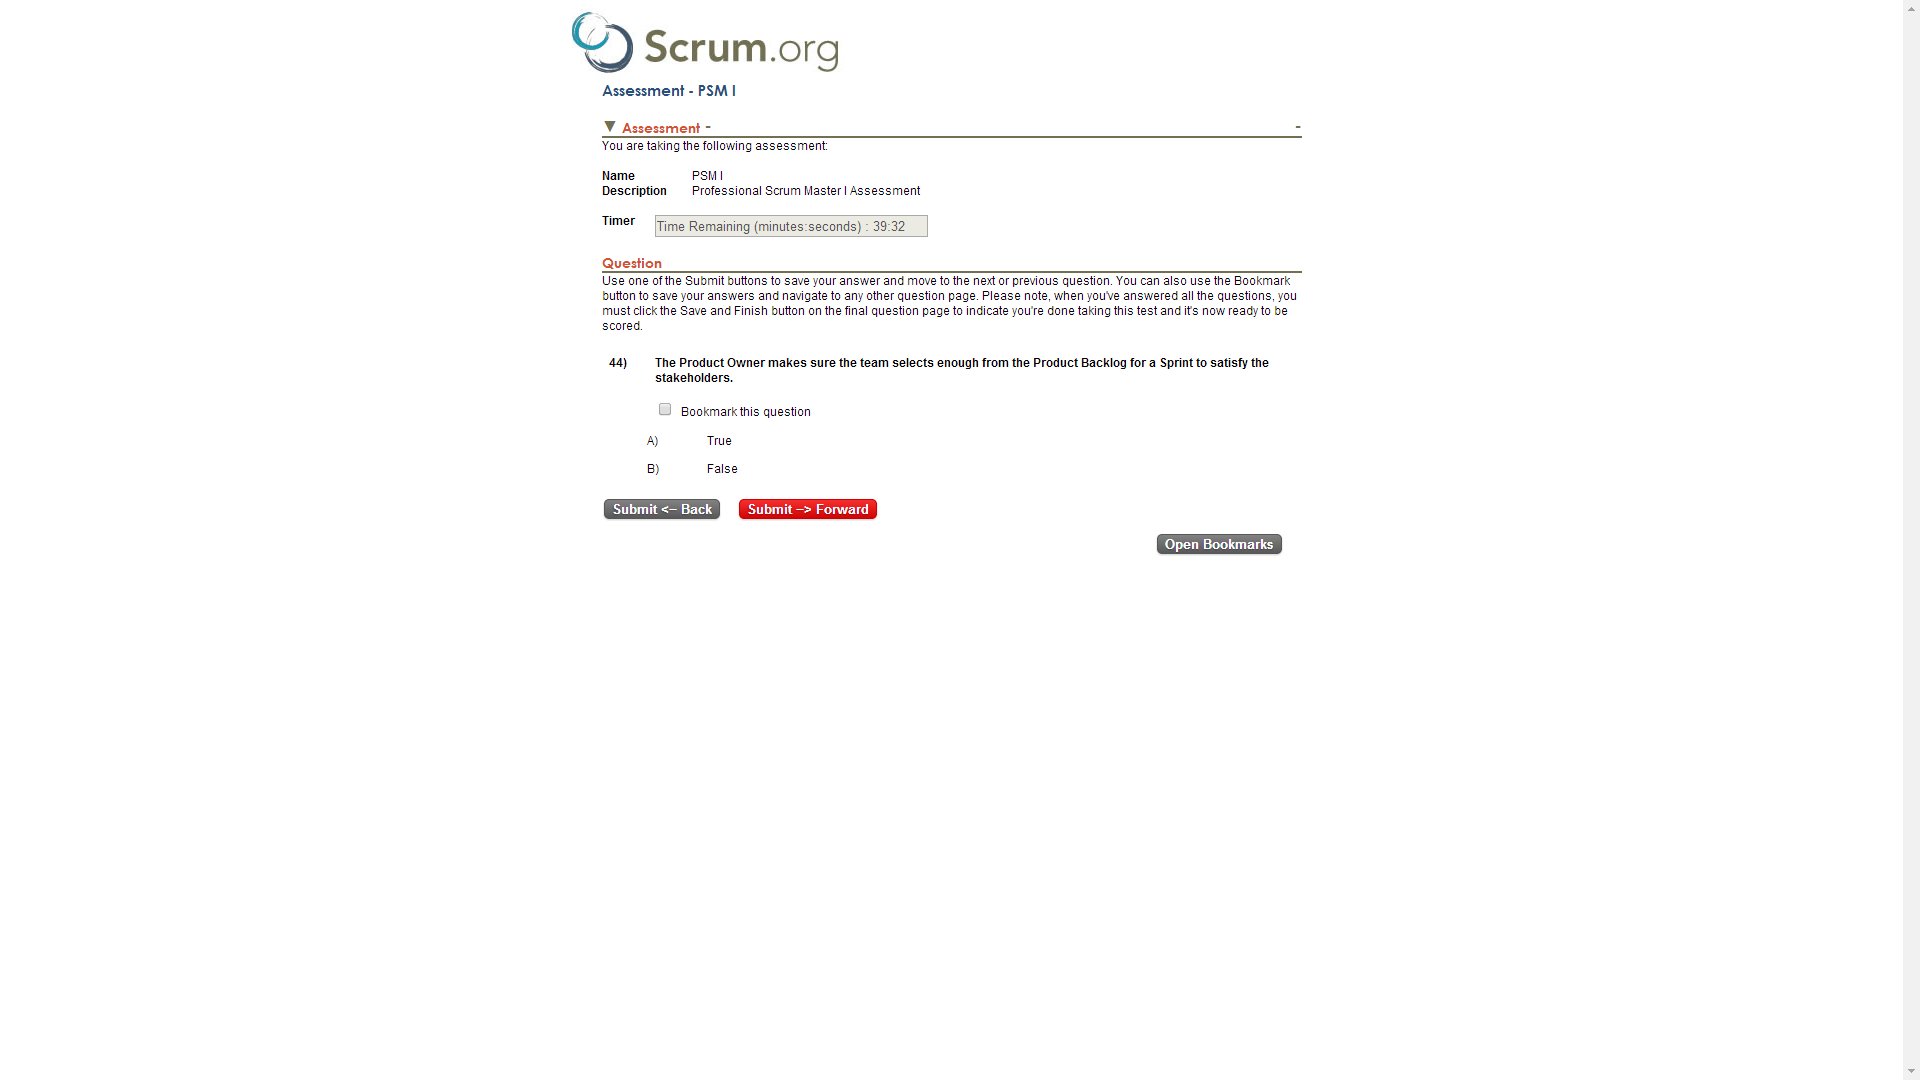 Scrum.org
Assessment - PSM I
▼ Assessment - -
You are taking the following assessment:
Name PSM I
Description Professional Scrum Master I Assessment
Timer Time Remaining (minutes:seconds) : 39:32
Question
Use one of the Submit buttons to save your answer and move to the next or previous question. You can also use the Bookmark
button to save your answers and navigate to any other question page. Please note, when you've answered all the questions, you
must click the Save and Finish button on the final question page to indicate you're done taking this test and it's now ready to be
scored.
44) The Product Owner makes sure the team selects enough from the Product Backlog for a Sprint to satisfy the
stakeholders.
Bookmark this question
A) True
B) False
Submit <-- Back Submit --> Forward
Open Bookmarks